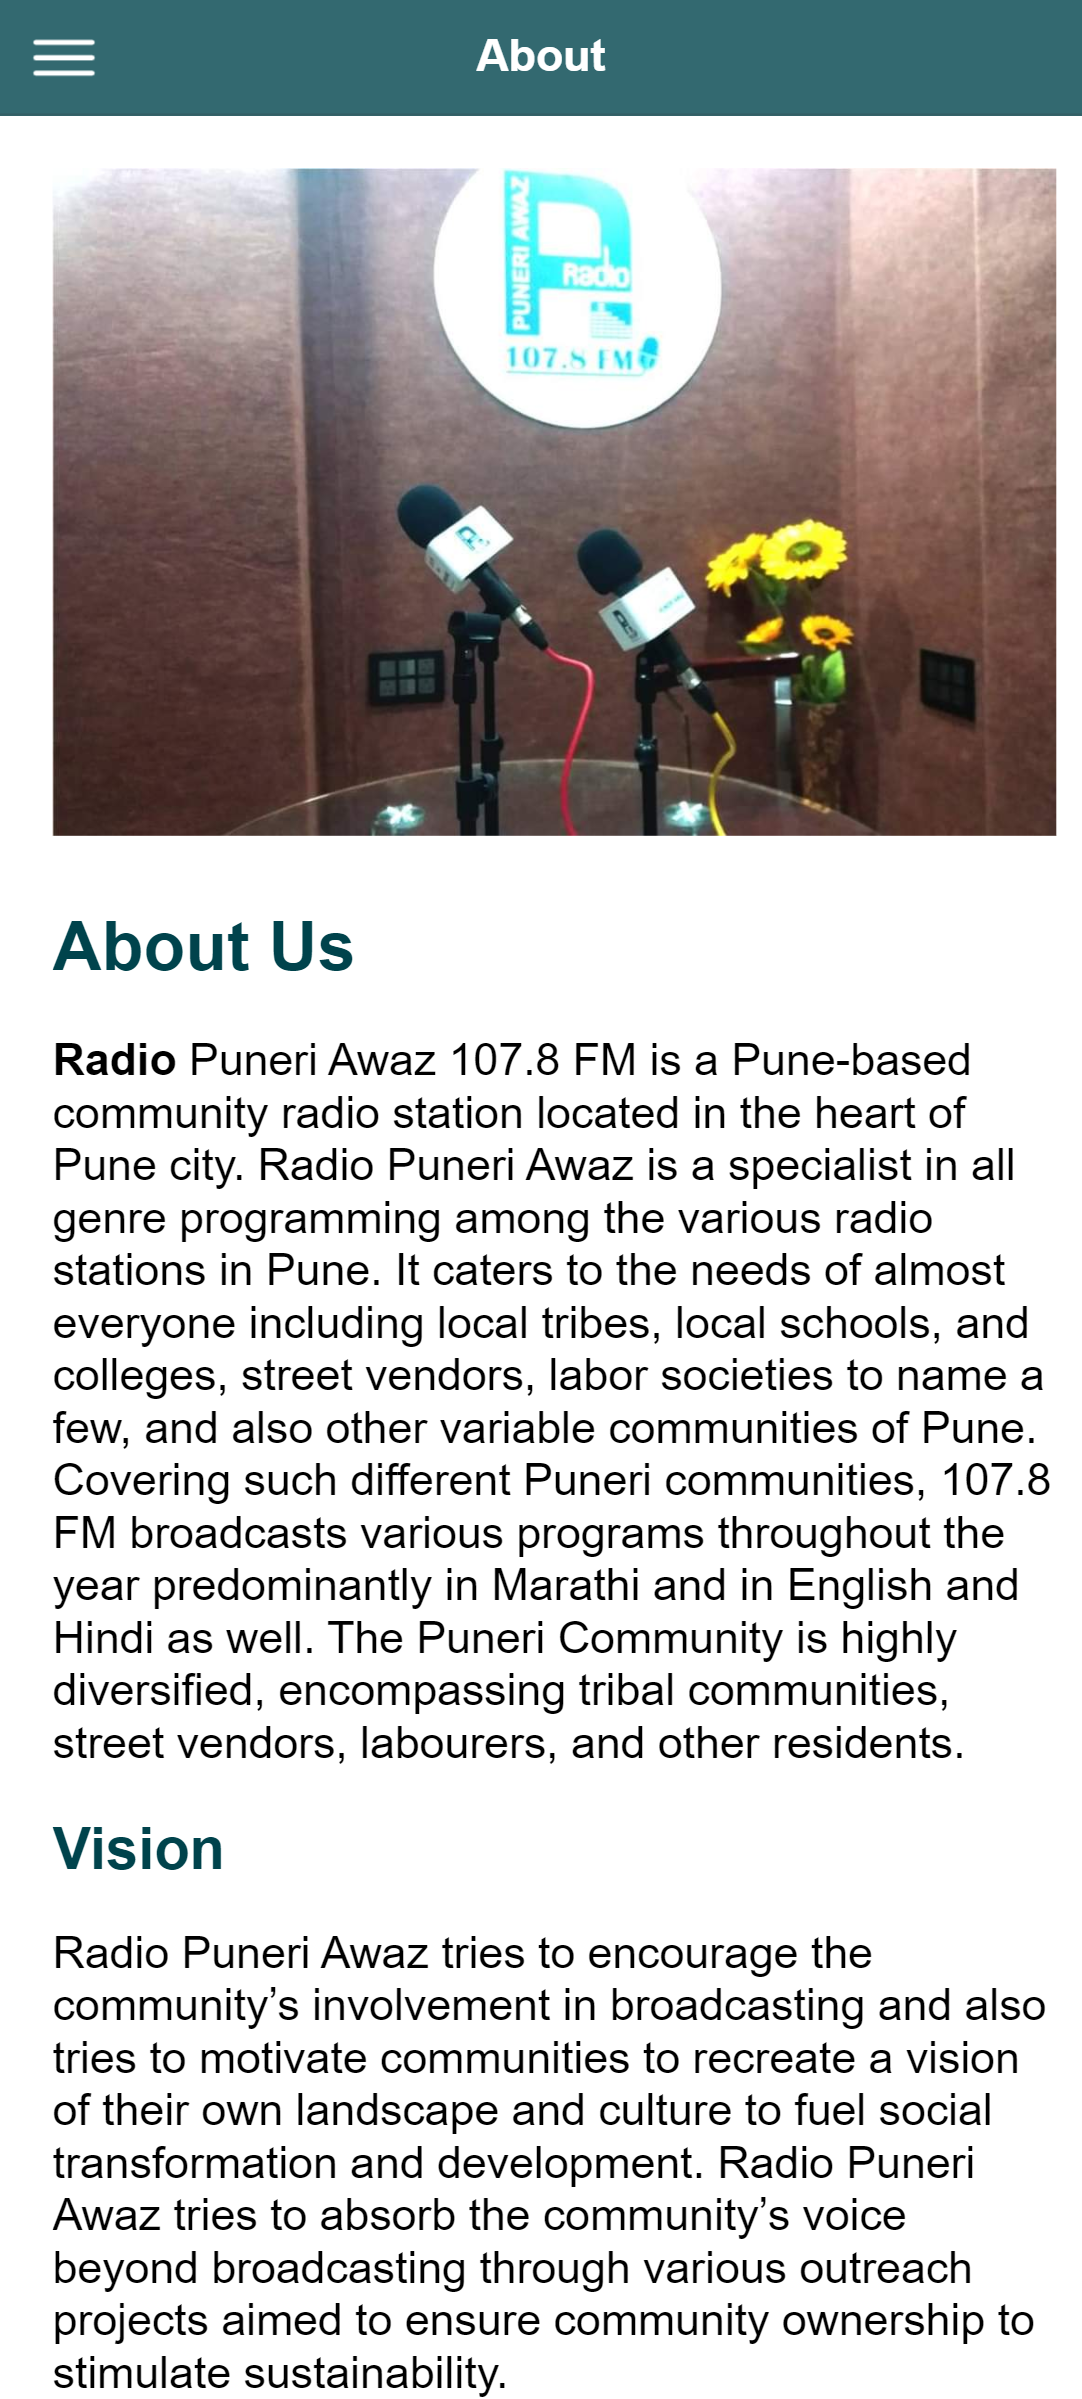 About
PUNERI AWAZ
Radio
107.8 FM
About Us
Radio Puneri Awaz 107.8 FM is a Pune-based
community radio station located in the heart of
Pune city. Radio Puneri Awaz is a specialist in all
genre programming among the various radio
stations in Pune. It caters to the needs of almost
everyone including local tribes, local schools, and
colleges, street vendors, labor societies to name a
few, and also other variable communities of Pune.
Covering such different Puneri communities, 107.8
FM broadcasts various programs throughout the
year predominantly in Marathi and in English and
Hindi as well. The Puneri Community is highly
diversified, encompassing tribal communities,
street vendors, labourers, and other residents.
Vision
Radio Puneri Awaz tries to encourage the
community’s involvement in broadcasting and also
tries to motivate communities to recreate a vision
of their own landscape and culture to fuel social
transformation and development. Radio Puneri
Awaz tries to absorb the community’s voice
beyond broadcasting through various outreach
projects aimed to ensure community ownership to
stimulate sustainability.